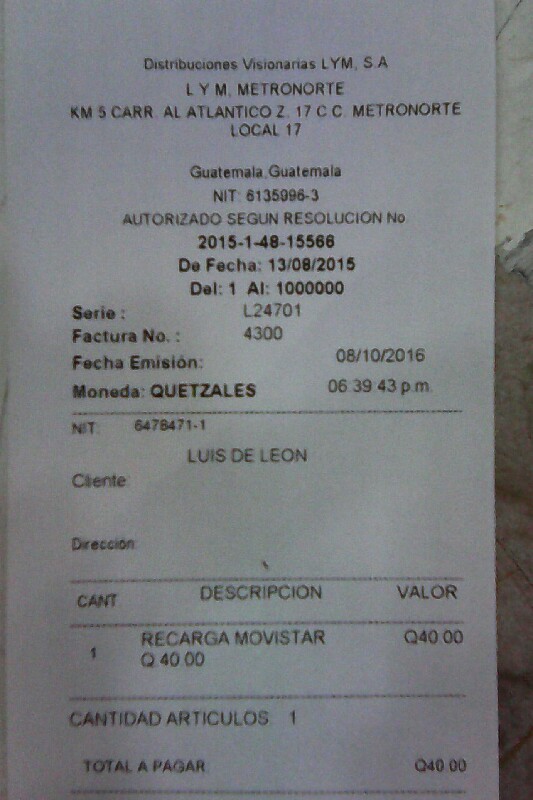 Distribuciones Visionarias LYM, S.A
L Y M, METRONORTE
KM 5 CARR. AL ATLANTICO Z. 17 C.C. METRONORTE
LOCAL 17
Guatemala,Guatemala
NIT: 6135996-3
AUTORIZADO SEGUN RESOLUCION No.
2015-1-48-15566
De Fecha: 13/08/2015
Del: 1 Al: 1000000
Serie : L24701
Factura No. : 4300
Fecha Emisión: 08/10/2016
Moneda: QUETZALES 06:39:43 p.m.
NIT: 6478471-1
LUIS DE LEON
Cliente:
Dirección:
CANT DESCRIPCION VALOR
1 RECARGA MOVISTAR Q40.00
Q.40.00
CANTIDAD ARTICULOS: 1
TOTAL A PAGAR Q40.00